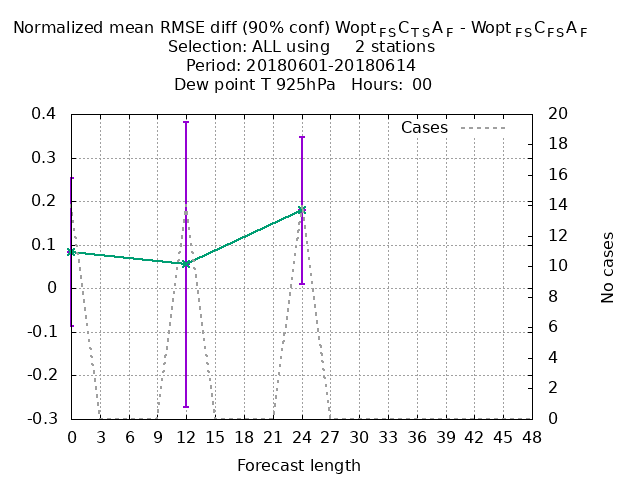 Normalized mean RMSE diff (90% conf) Wopt FS C TS A F - Wopt FS C FS A F
Selection: ALL using 2 stations
Period: 20180601-20180614
Dew point T 925hPa Hours: 00
0.4
0.3
0.2
0.1
0
-0.1
-0.2
-0.3
Cases
20
18
16
14
12
10
8
6
4
2
0
No cases
0 3 6 9 12 15 18 21 24 27 30 33 36 39 42 45 48
Forecast length